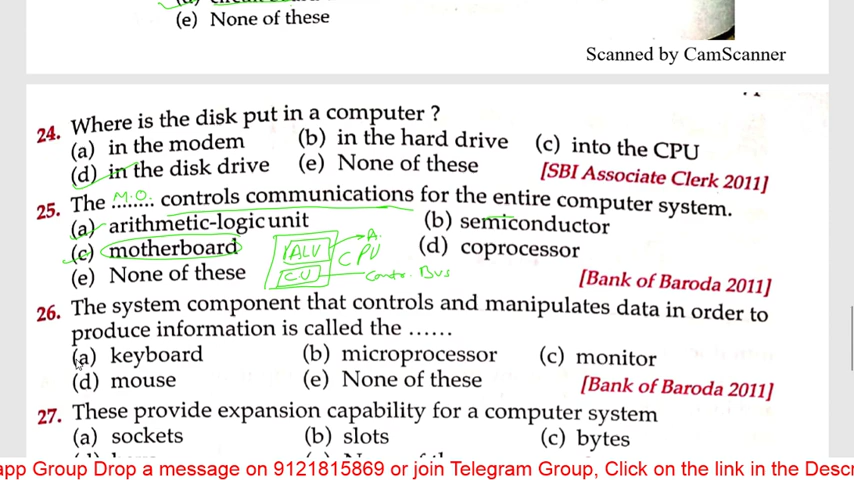 (e) None of these
Scanned by CamScanner
24. Where is the disk put in a computer ?
(a) in the modem (b) in the hard drive (c) into the CPU
(d) in the disk drive (e) None of these [SBI Associate Clerk 2011]
M.O.
25. The ........ controls communications for the entire computer system.
(a) arithmetic-logic unit (b) semiconductor
(c) motherboard (d) coprocessor
ALU CPU A.
CU Contr. Bus
(e) None of these [Bank of Baroda 2011]
26. The system component that controls and manipulates data in order to
produce information is called the ......
(a) keyboard (b) microprocessor (c) monitor
(d) mouse (e) None of these [Bank of Baroda 2011]
27. These provide expansion capability for a computer system
(a) sockets (b) slots (c) bytes
app Group Drop a message on 9121815869 or join Telegram Group, Click on the link in the Descr